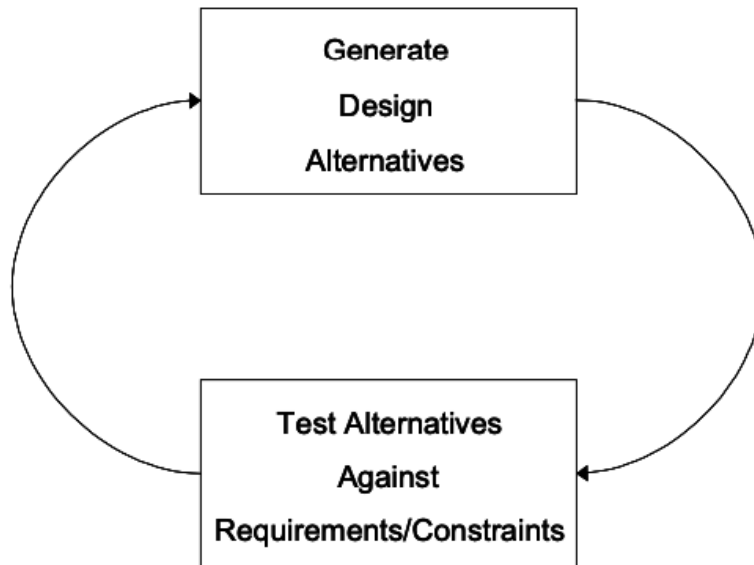 Generate
Design
Alternatives
Test Alternatives
Against
Requirements/Constraints